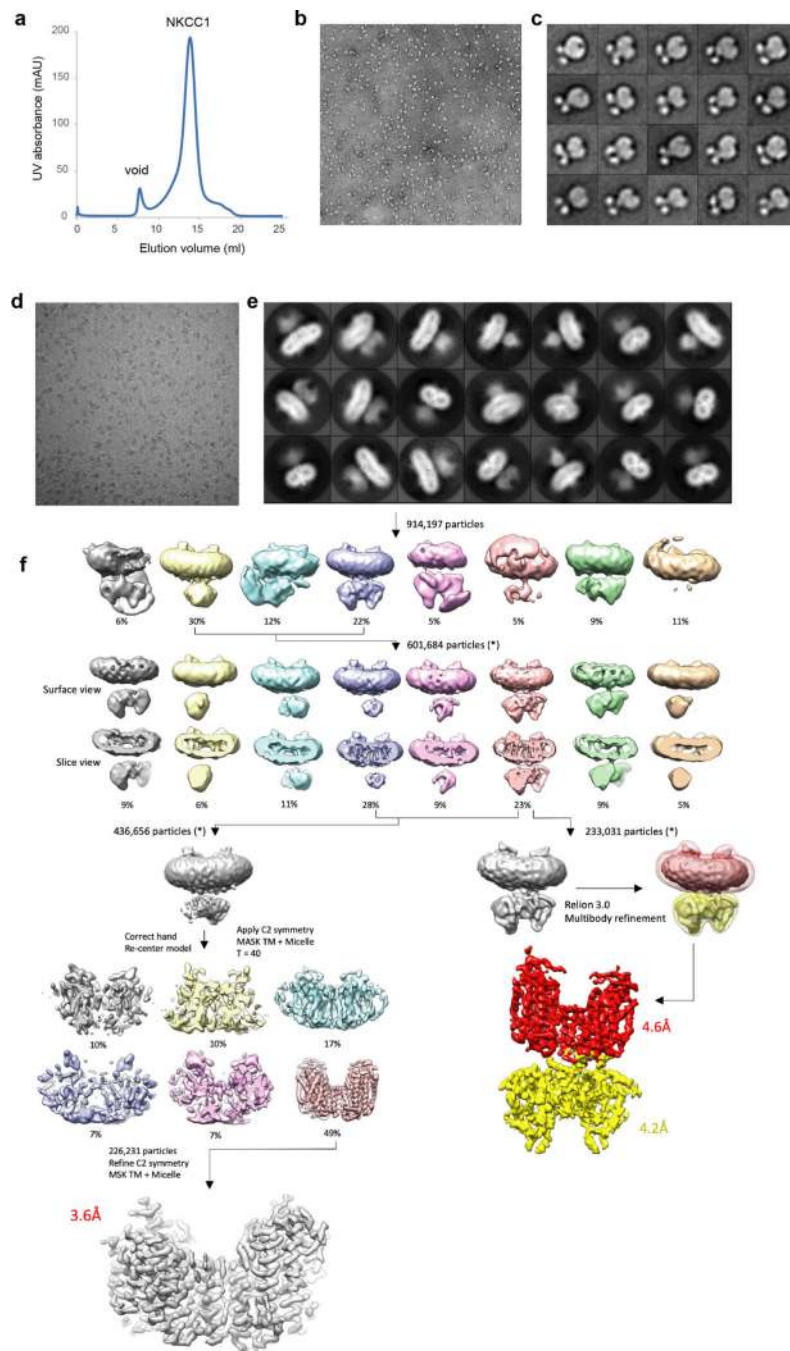 a
NKCC1
200
150
100
50
0
void
UV absorbance (mAU)
0 5 10 15 20 25
Elution volume (ml)
b
c
d
e
914,197 particles
f
6% 30% 12% 22% 5% 5% 9% 11%
601,684 particles (*)
Surface view
Slice view
9% 6% 11% 28% 9% 23% 9% 5%
436,656 particles (*)
233,031 particles (*)
Relion 3.0
Multibody refinement
Correct hand
Re-center model
Apply C2 symmetry
MASK TM + Micelle
T = 40
10% 10% 17%
4.6Å
4.2Å
7% 7% 49%
226,231 particles
Refine C2 symmetry
MSK TM + Micelle
3.6Å